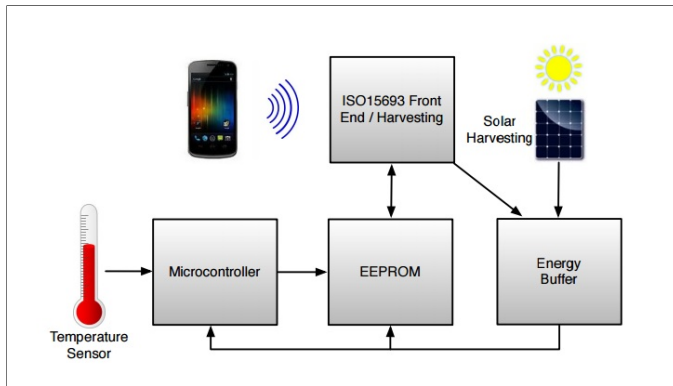 ISO15693 Front
End / Harvesting
Solar
Harvesting
Microcontroller
EEPROM
Energy
Buffer
Temperature
Sensor